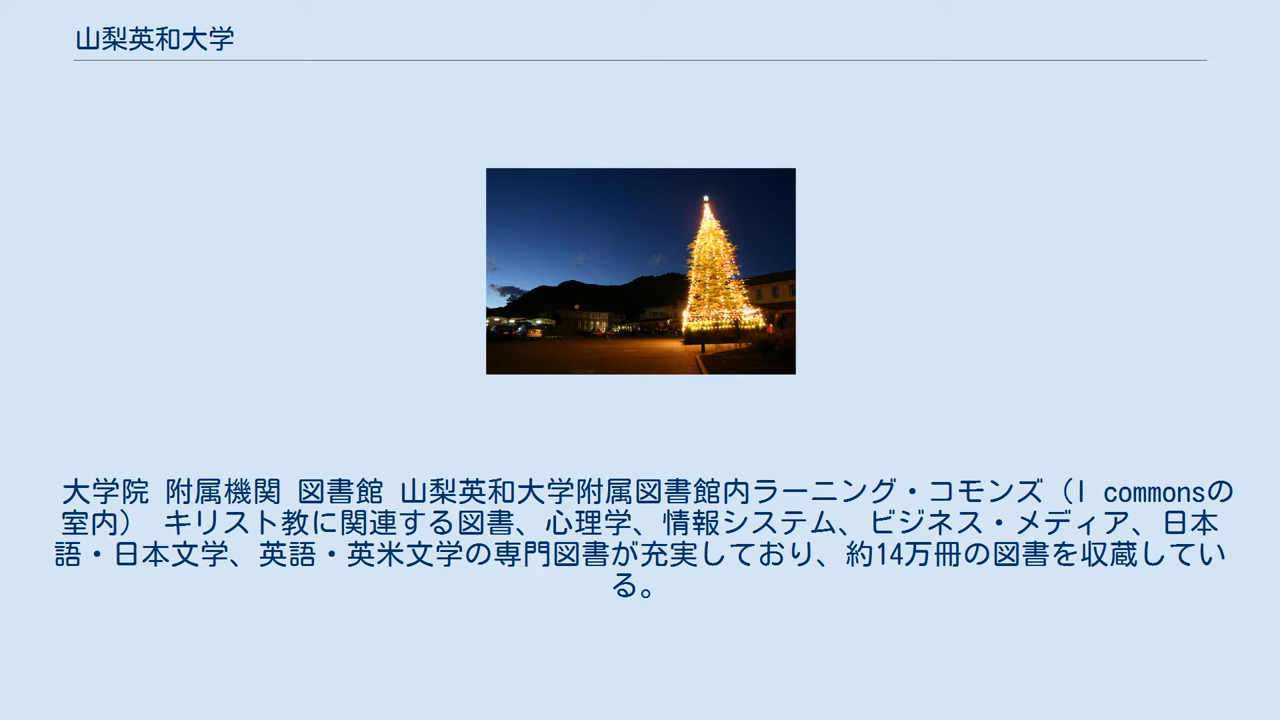 山梨英和大学
大学院 附属機関 図書館 山梨英和大学附属図書館内ラーニング・コモンズ（I commonsの
室内） キリスト教に関連する図書、心理学、情報システム、ビジネス・メディア、日本
語・日本文学、英語・英米文学の専門図書が充実しており、約14万冊の図書を収蔵してい
る。